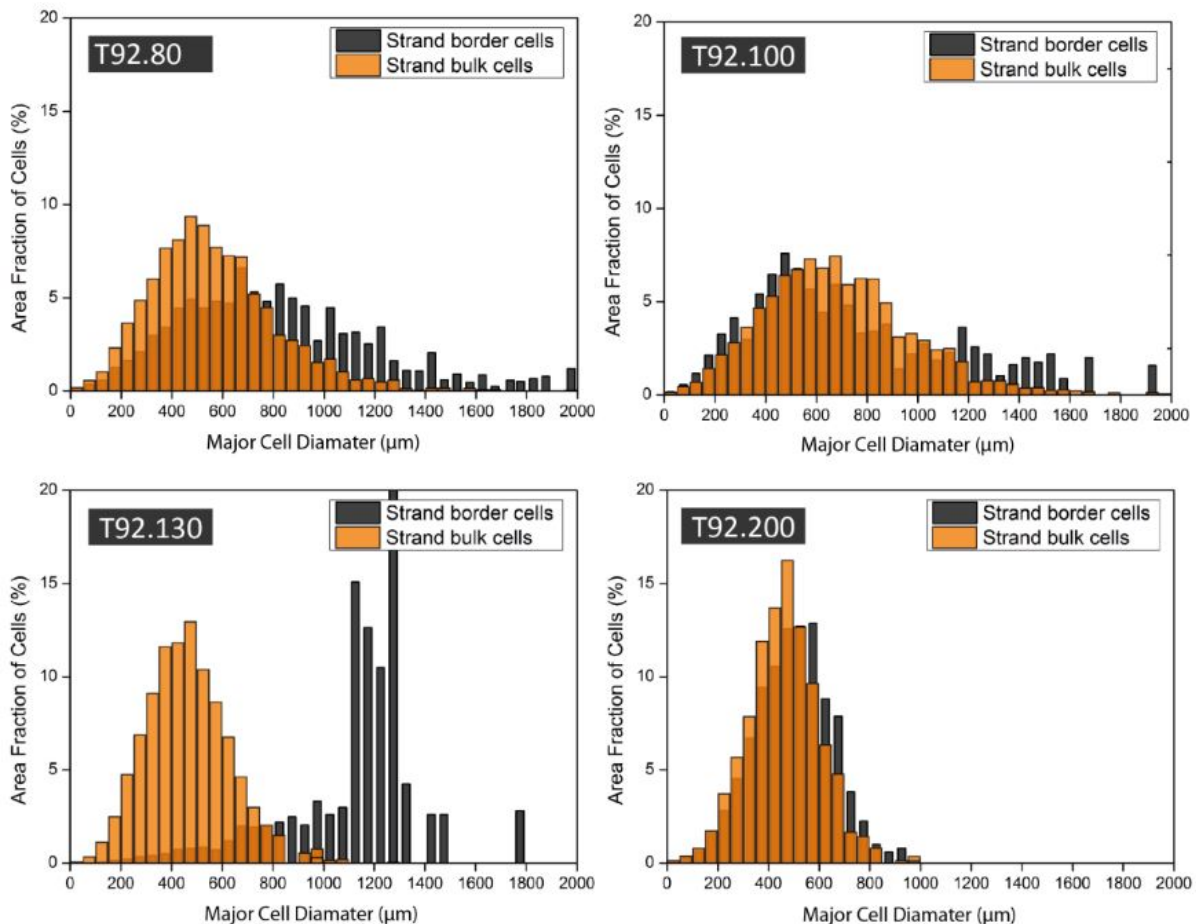 T92.80
Strand border cells
Strand bulk cells
Area Fraction of Cells (%)
20
15
10
5
0
0 200 400 600 800 1000 1200 1400 1600 1800 2000
Major Cell Diamater (µm)
T92.100
Strand border cells
Strand bulk cells
Area Fraction of Cells (%)
20
15
10
5
0
0 200 400 600 800 1000 1200 1400 1600 1800 2000
Major Cell Diamater (µm)
T92.130
Strand border cells
Strand bulk cells
Area Fraction of Cells (%)
20
15
10
5
0
0 200 400 600 800 1000 1200 1400 1600 1800 2000
Major Cell Diamater (µm)
T92.200
Strand border cells
Strand bulk cells
Area Fraction of Cells (%)
20
15
10
5
0
0 200 400 600 800 1000 1200 1400 1600 1800 2000
Major Cell Diamater (µm)